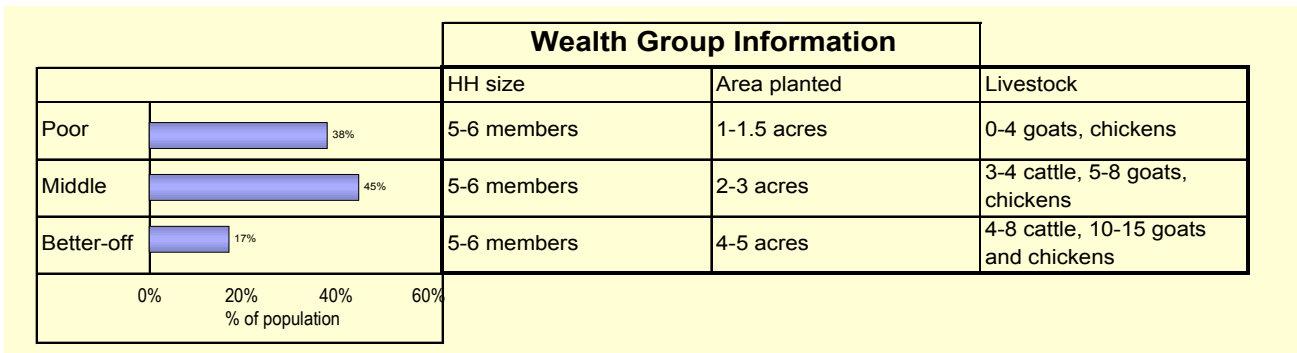 Wealth Group Information
HH size Area planted Livestock
Poor 38% 5-6 members 1-1.5 acres 0-4 goats, chickens
Middle 45% 5-6 members 2-3 acres 3-4 cattle, 5-8 goats,
chickens
Better-off 17% 5-6 members 4-5 acres 4-8 cattle, 10-15 goats
and chickens
0% 20% 40% 60%
% of population